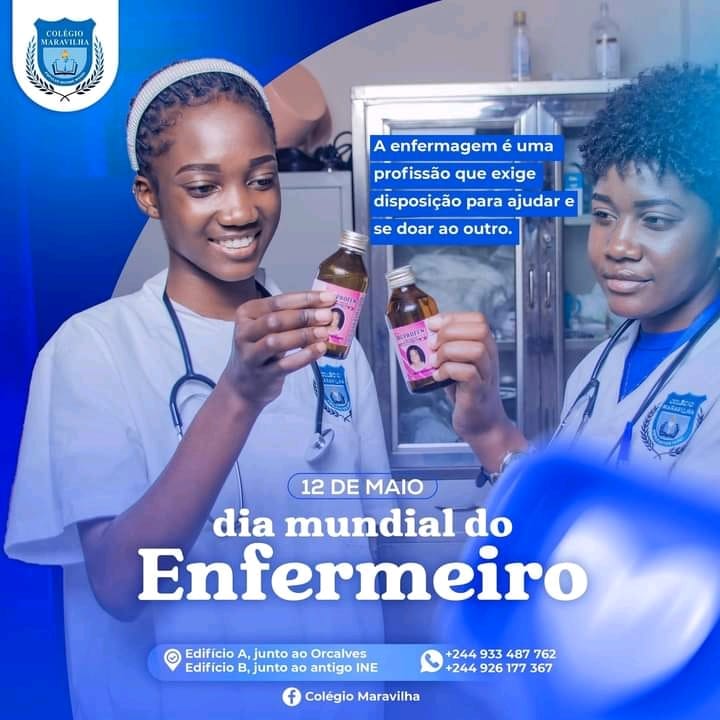 COLÉGIO
MARAVILHA
A enfermagem é uma
profissão que exige
disposição para ajudar e
se doar ao outro.
COLÉGIO
MARAVILHA
12 DE MAIO
dia mundial do
Enfermeiro
Edifício A, junto ao Orcalves
Edifício B, junto ao antigo INE
+244 933 487 762
+244 926 177 367
Colégio Maravilha